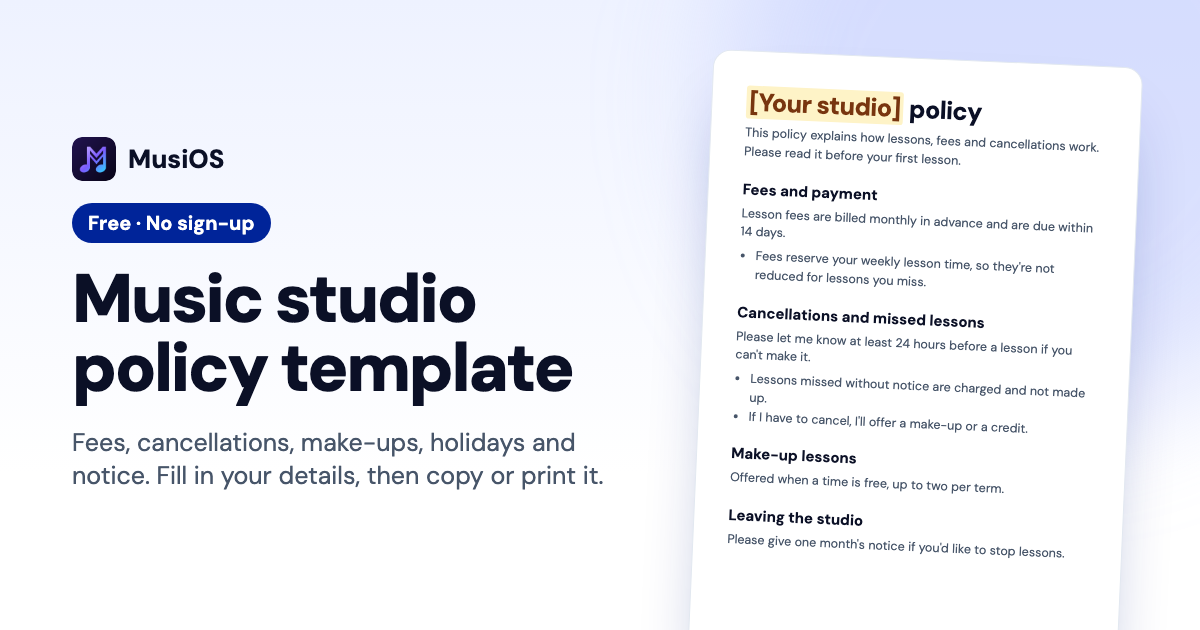 MusiOS
Free · No sign-up
Music studio
policy template
Fees, cancellations, make-ups, holidays and
notice. Fill in your details, then copy or print it.
[Your studio] policy
This policy explains how lessons, fees and cancellations work.
Please read it before your first lesson.
Fees and payment
Lesson fees are billed monthly in advance and are due within
14 days.
• Fees reserve your weekly lesson time, so they're not
reduced for lessons you miss.
Cancellations and missed lessons
Please let me know at least 24 hours before a lesson if you
can't make it.
• Lessons missed without notice are charged and not made
up.
• If I have to cancel, I'll offer a make-up or a credit.
Make-up lessons
Offered when a time is free, up to two per term.
Leaving the studio
Please give one month's notice if you'd like to stop lessons.